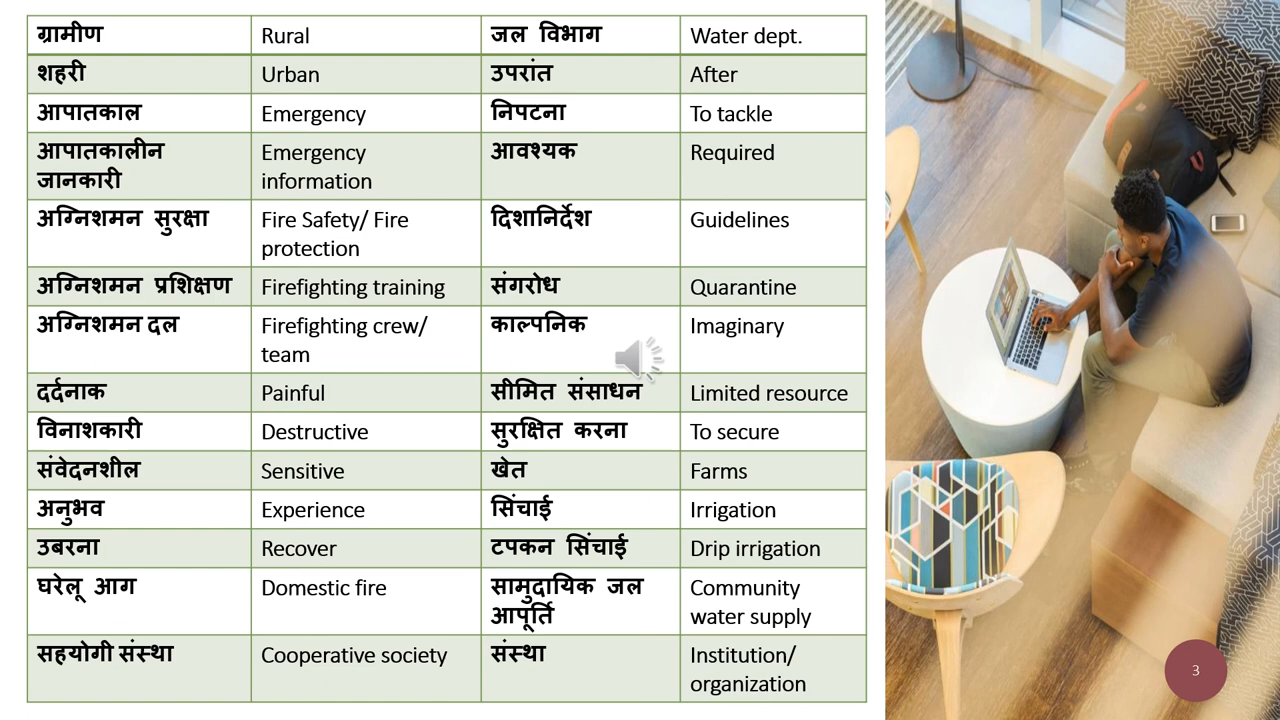 ग्रामीण Rural जल विभाग Water dept.
शहरी Urban उपरांत After
आपातकाल Emergency निपटना To tackle
आपातकालीन Emergency आवश्यक Required
जानकारी information
अग्निशमन सुरक्षा Fire Safety/ Fire दिशानिर्देश Guidelines
protection
अग्निशमन प्रशिक्षण Firefighting training संगरोध Quarantine
अग्निशमन दल Firefighting crew/ काल्पनिक Imaginary
team
दर्दनाक Painful सीमित संसाधन Limited resource
विनाशकारी Destructive सुरक्षित करना To secure
संवेदनशील Sensitive खेत Farms
अनुभव Experience सिंचाई Irrigation
उबरना Recover टपकन सिंचाई Drip irrigation
घरेलू आग Domestic fire सामुदायिक जल Community
आपूर्ति water supply
सहयोगी संस्था Cooperative society संस्था Institution/
organization
3